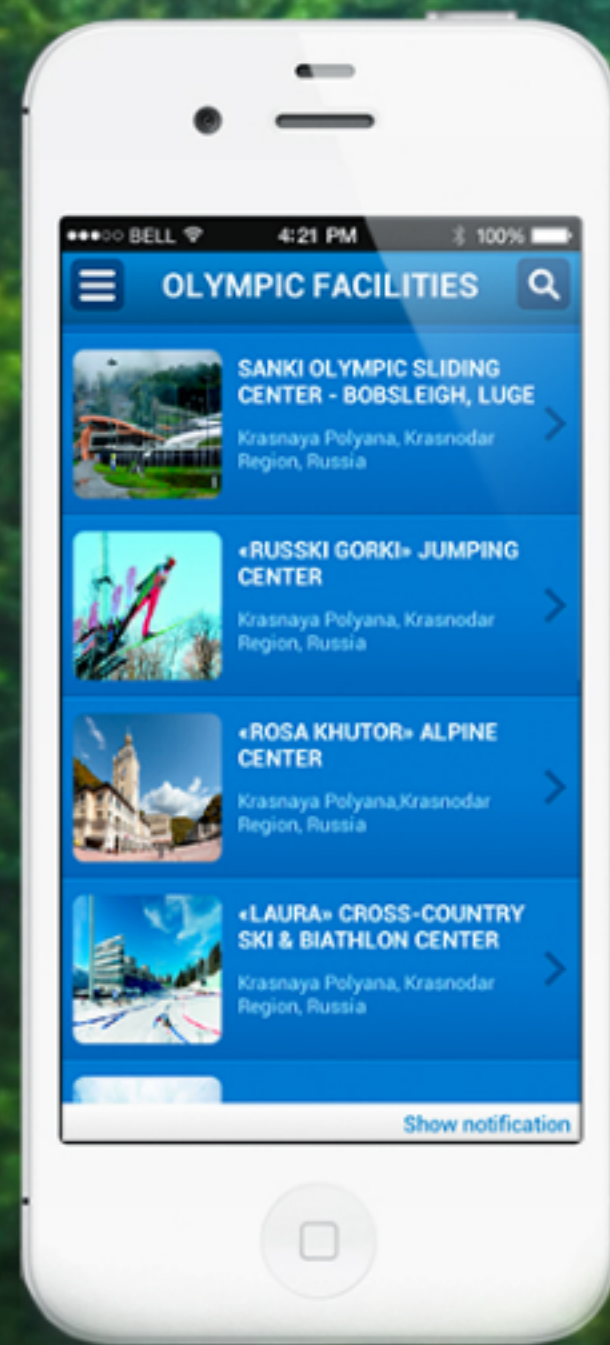 BELL
4:21 PM
100%
OLYMPIC FACILITIES
SANKI OLYMPIC SLIDING
CENTER - BOBSLEIGH, LUGE
Krasnaya Polyana, Krasnodar
Region, Russia
«RUSSKI GORKI» JUMPING
CENTER
Krasnaya Polyana, Krasnodar
Region, Russia
«ROSA KHUTOR» ALPINE
CENTER
Krasnaya Polyana,Krasnodar
Region, Russia
«LAURA» CROSS-COUNTRY
SKI & BIATHLON CENTER
Krasnaya Polyana, Krasnodar
Region, Russia
Show notification